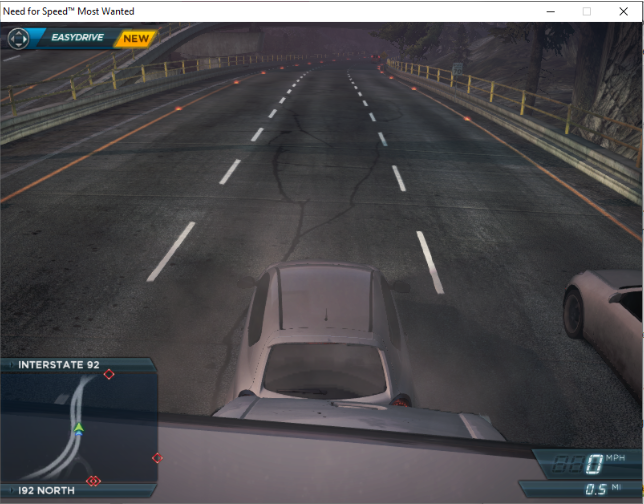 Need for Speed™ Most Wanted
EASYDRIVE NEW
INTERSTATE 92
I92 NORTH
0 MPH
0.5 MI